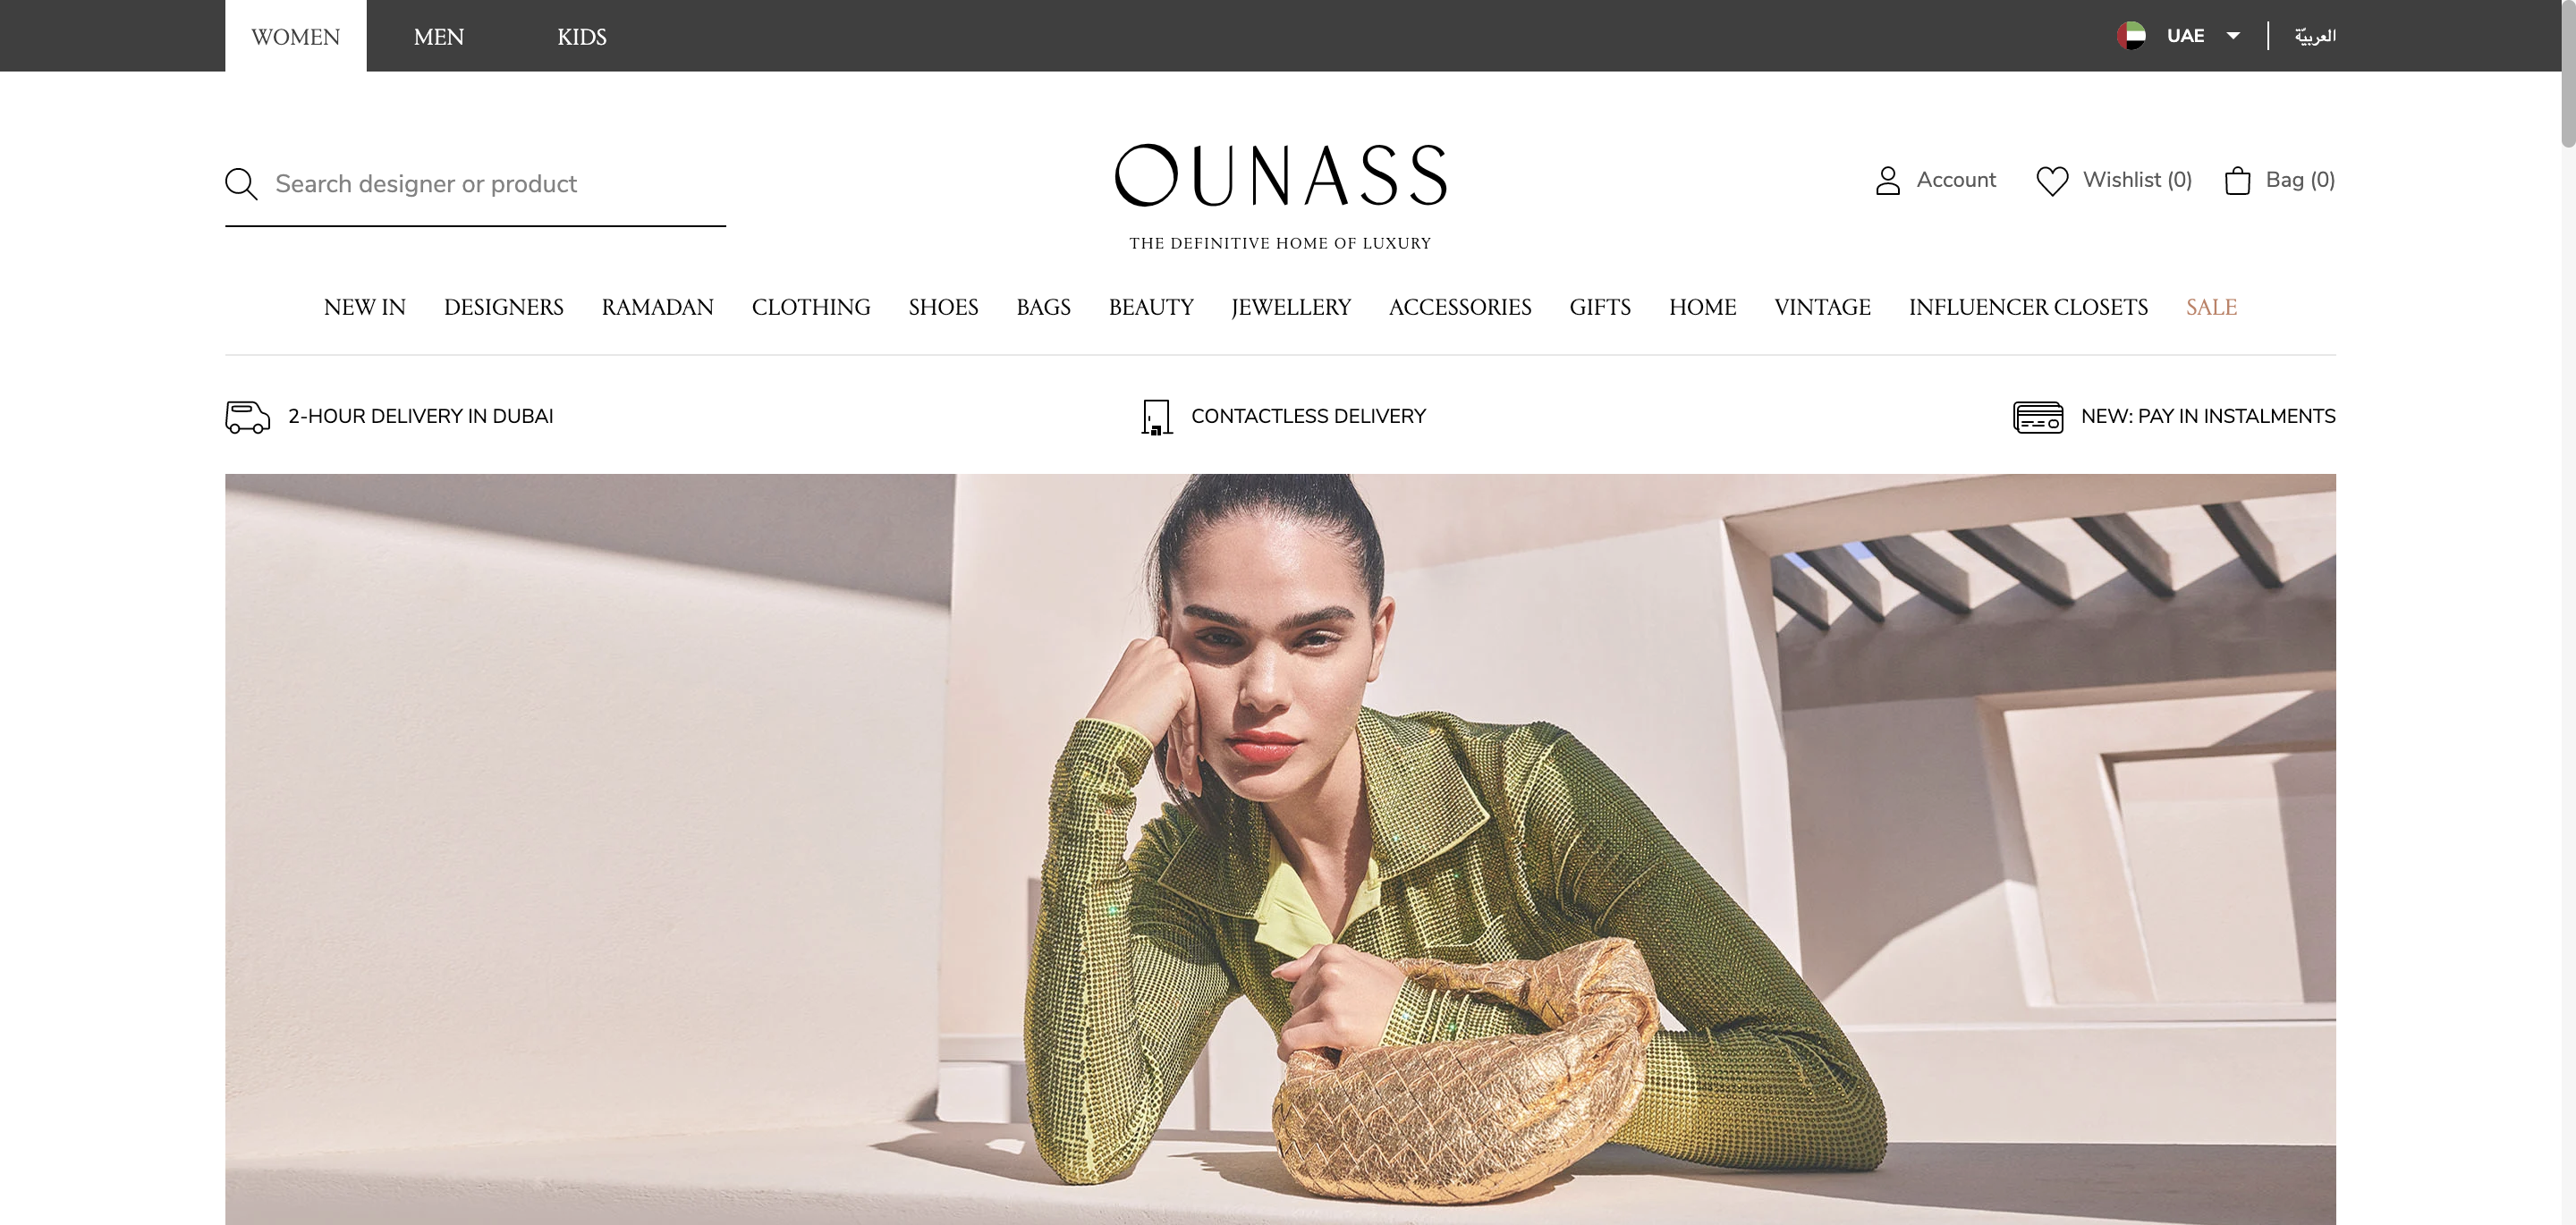 WOMEN MEN KIDS UAE العربيّة
Search designer or product
OUNASS
THE DEFINITIVE HOME OF LUXURY
Account Wishlist (0) Bag (0)
NEW IN DESIGNERS RAMADAN CLOTHING SHOES BAGS BEAUTY JEWELLERY ACCESSORIES GIFTS HOME VINTAGE INFLUENCER CLOSETS SALE
2-HOUR DELIVERY IN DUBAI CONTACTLESS DELIVERY NEW: PAY IN INSTALMENTS